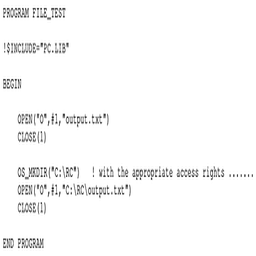 PROGRAM FILE_TEST
!$INCLUDE="PC.LIB"
BEGIN
OPEN("O",#1,"output.txt")
CLOSE(1)
OS_MKDIR("C:\RC") ! with the appropriate access rights .......
OPEN("O",#1,"C:\RC\output.txt")
CLOSE(1)
END PROGRAM